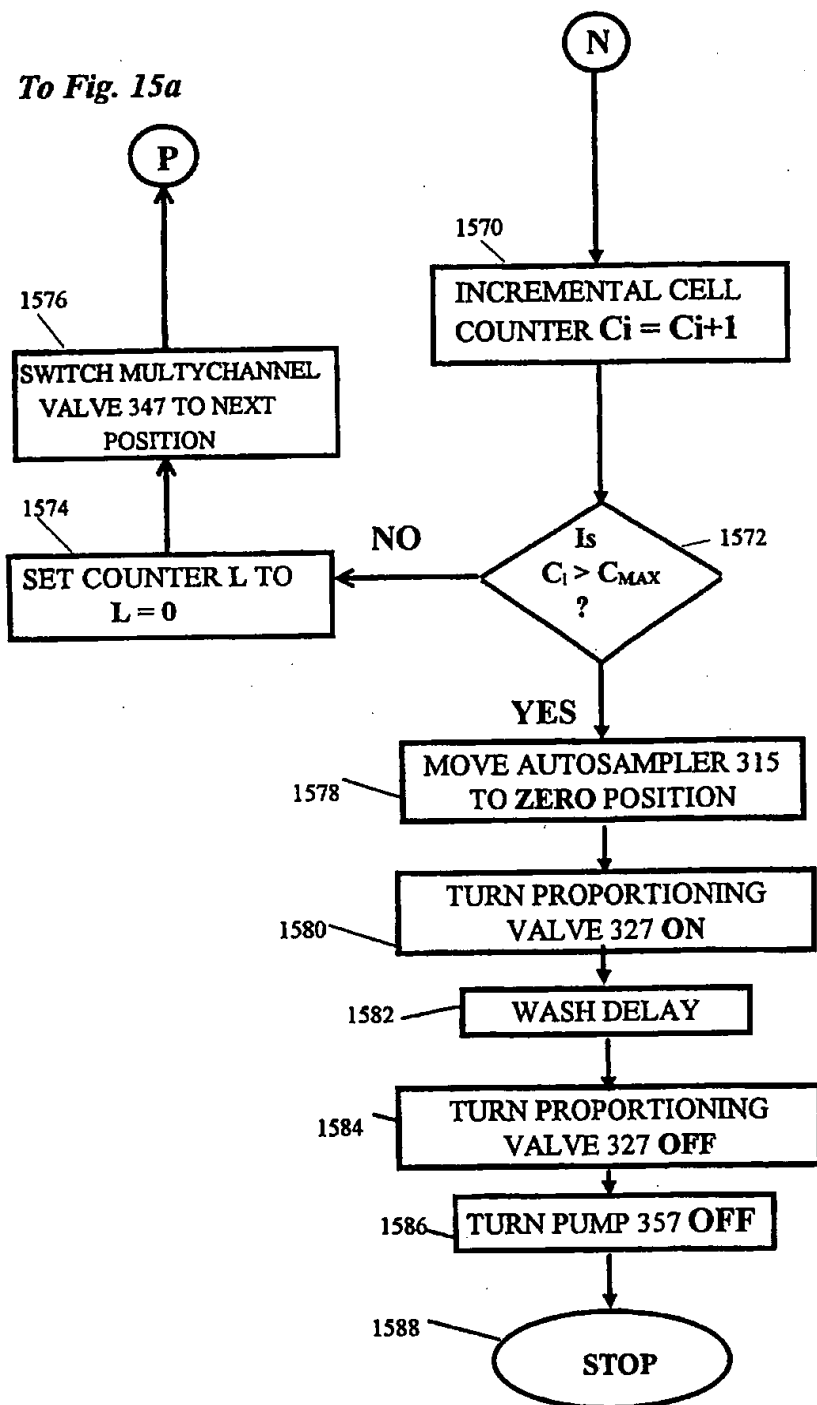 N
To Fig. 15a
P
1570
INCREMENTAL CELL
COUNTER Ci = Ci+1
1576
SWITCH MULTYCHANNEL
VALVE 347 TO NEXT
POSITION
1574
SET COUNTER L TO
L = 0
NO
Is
C₁ > CMAX
?
1572
YES
MOVE AUTOSAMPLER 315
TO ZERO POSITION
1578
TURN PROPORTIONING
VALVE 327 ON
1580
1582
WASH DELAY
TURN PROPORTIONING
VALVE 327 OFF
1584
1586
TURN PUMP 357 OFF
1588
STOP